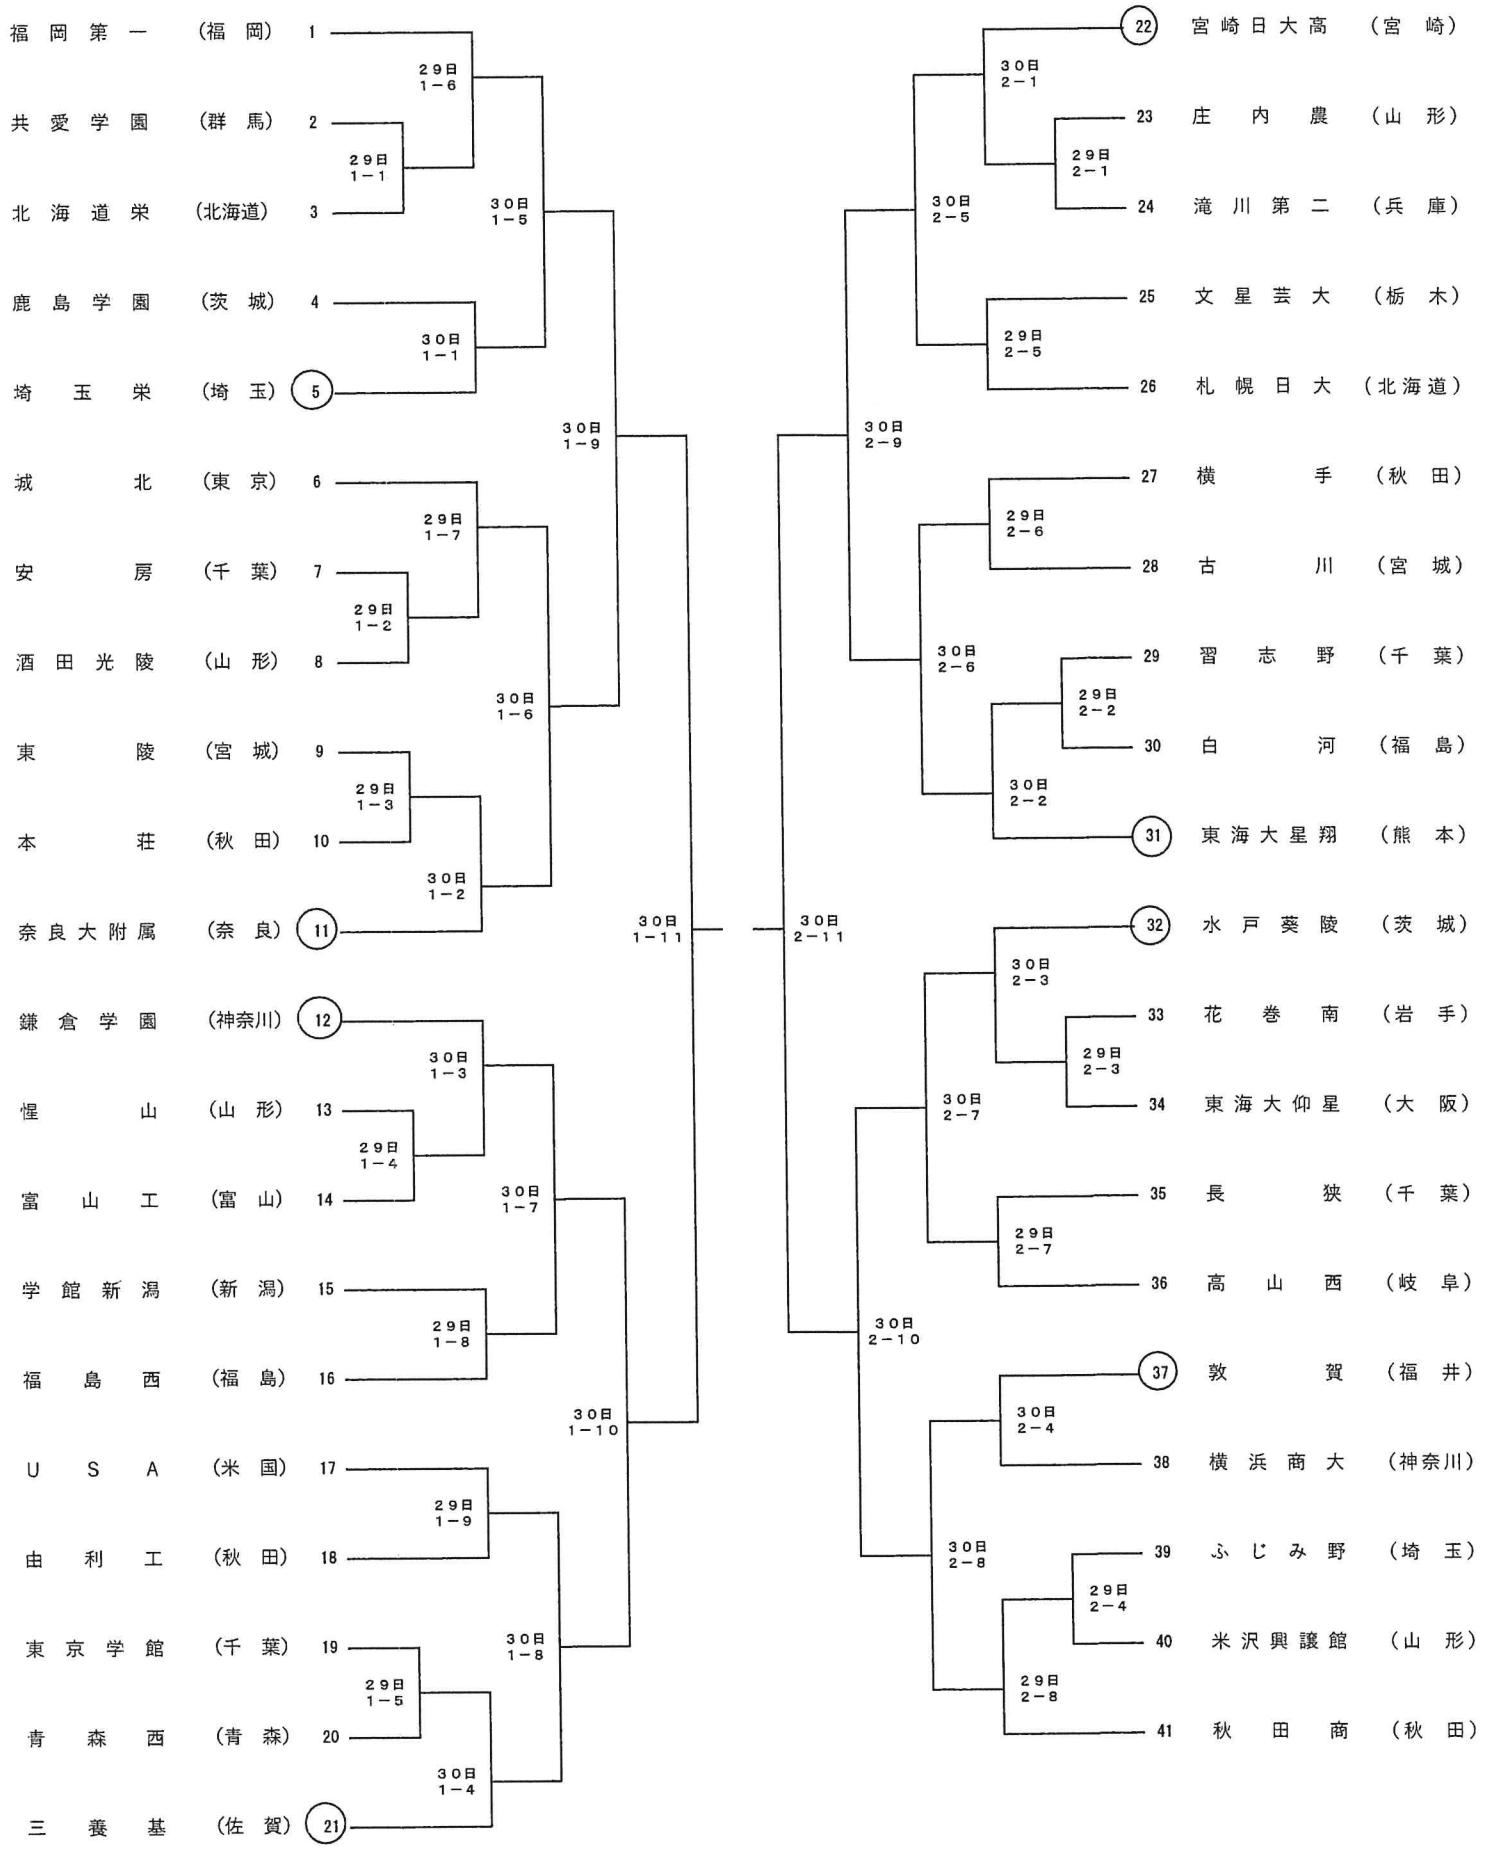 福岡第一 (福岡) 1
29日
1-6
共愛学園 (群馬) 2
29日
1-1
北海道栄 (北海道) 3
30日
1-5
鹿島学園 (茨城) 4
30日
1-1
埼玉栄 (埼玉) 5
30日
1-9
城北 (東京) 6
29日
1-7
安房 (千葉) 7
29日
1-2
酒田光陵 (山形) 8
30日
1-6
東陵 (宮城) 9
29日
1-3
本荘 (秋田) 10
30日
1-2
奈良大附属 (奈良) 11
30日
1-11
鎌倉学園 (神奈川) 12
30日
1-3
惺山 (山形) 13
29日
1-4
富山工 (富山) 14
30日
1-7
学館新潟 (新潟) 15
29日
1-8
福島西 (福島) 16
30日
1-10
USA (米国) 17
29日
1-9
由利工 (秋田) 18
東京学館 (千葉) 19
30日
1-8
29日
1-5
青森西 (青森) 20
30日
1-4
三養基 (佐賀) 21
22 宮崎日大高 (宮崎)
30日
2-1
23 庄内農 (山形)
29日
2-1
24 滝川第二 (兵庫)
30日
2-5
25 文星芸大 (栃木)
29日
2-5
26 札幌日大 (北海道)
30日
2-9
27 横手 (秋田)
29日
2-6
28 古川 (宮城)
30日
2-6
29 習志野 (千葉)
29日
2-2
30 白河 (福島)
30日
2-2
31 東海大星翔 (熊本)
30日
2-11
32 水戸葵陵 (茨城)
30日
2-3
33 花巻南 (岩手)
29日
2-3
34 東海大仰星 (大阪)
30日
2-7
35 長狭 (千葉)
29日
2-7
36 高山西 (岐阜)
30日
2-10
37 敦賀 (福井)
30日
2-4
38 横浜商大 (神奈川)
30日
2-8
39 ふじみ野 (埼玉)
29日
2-4
40 米沢興譲館 (山形)
29日
2-8
41 秋田商 (秋田)